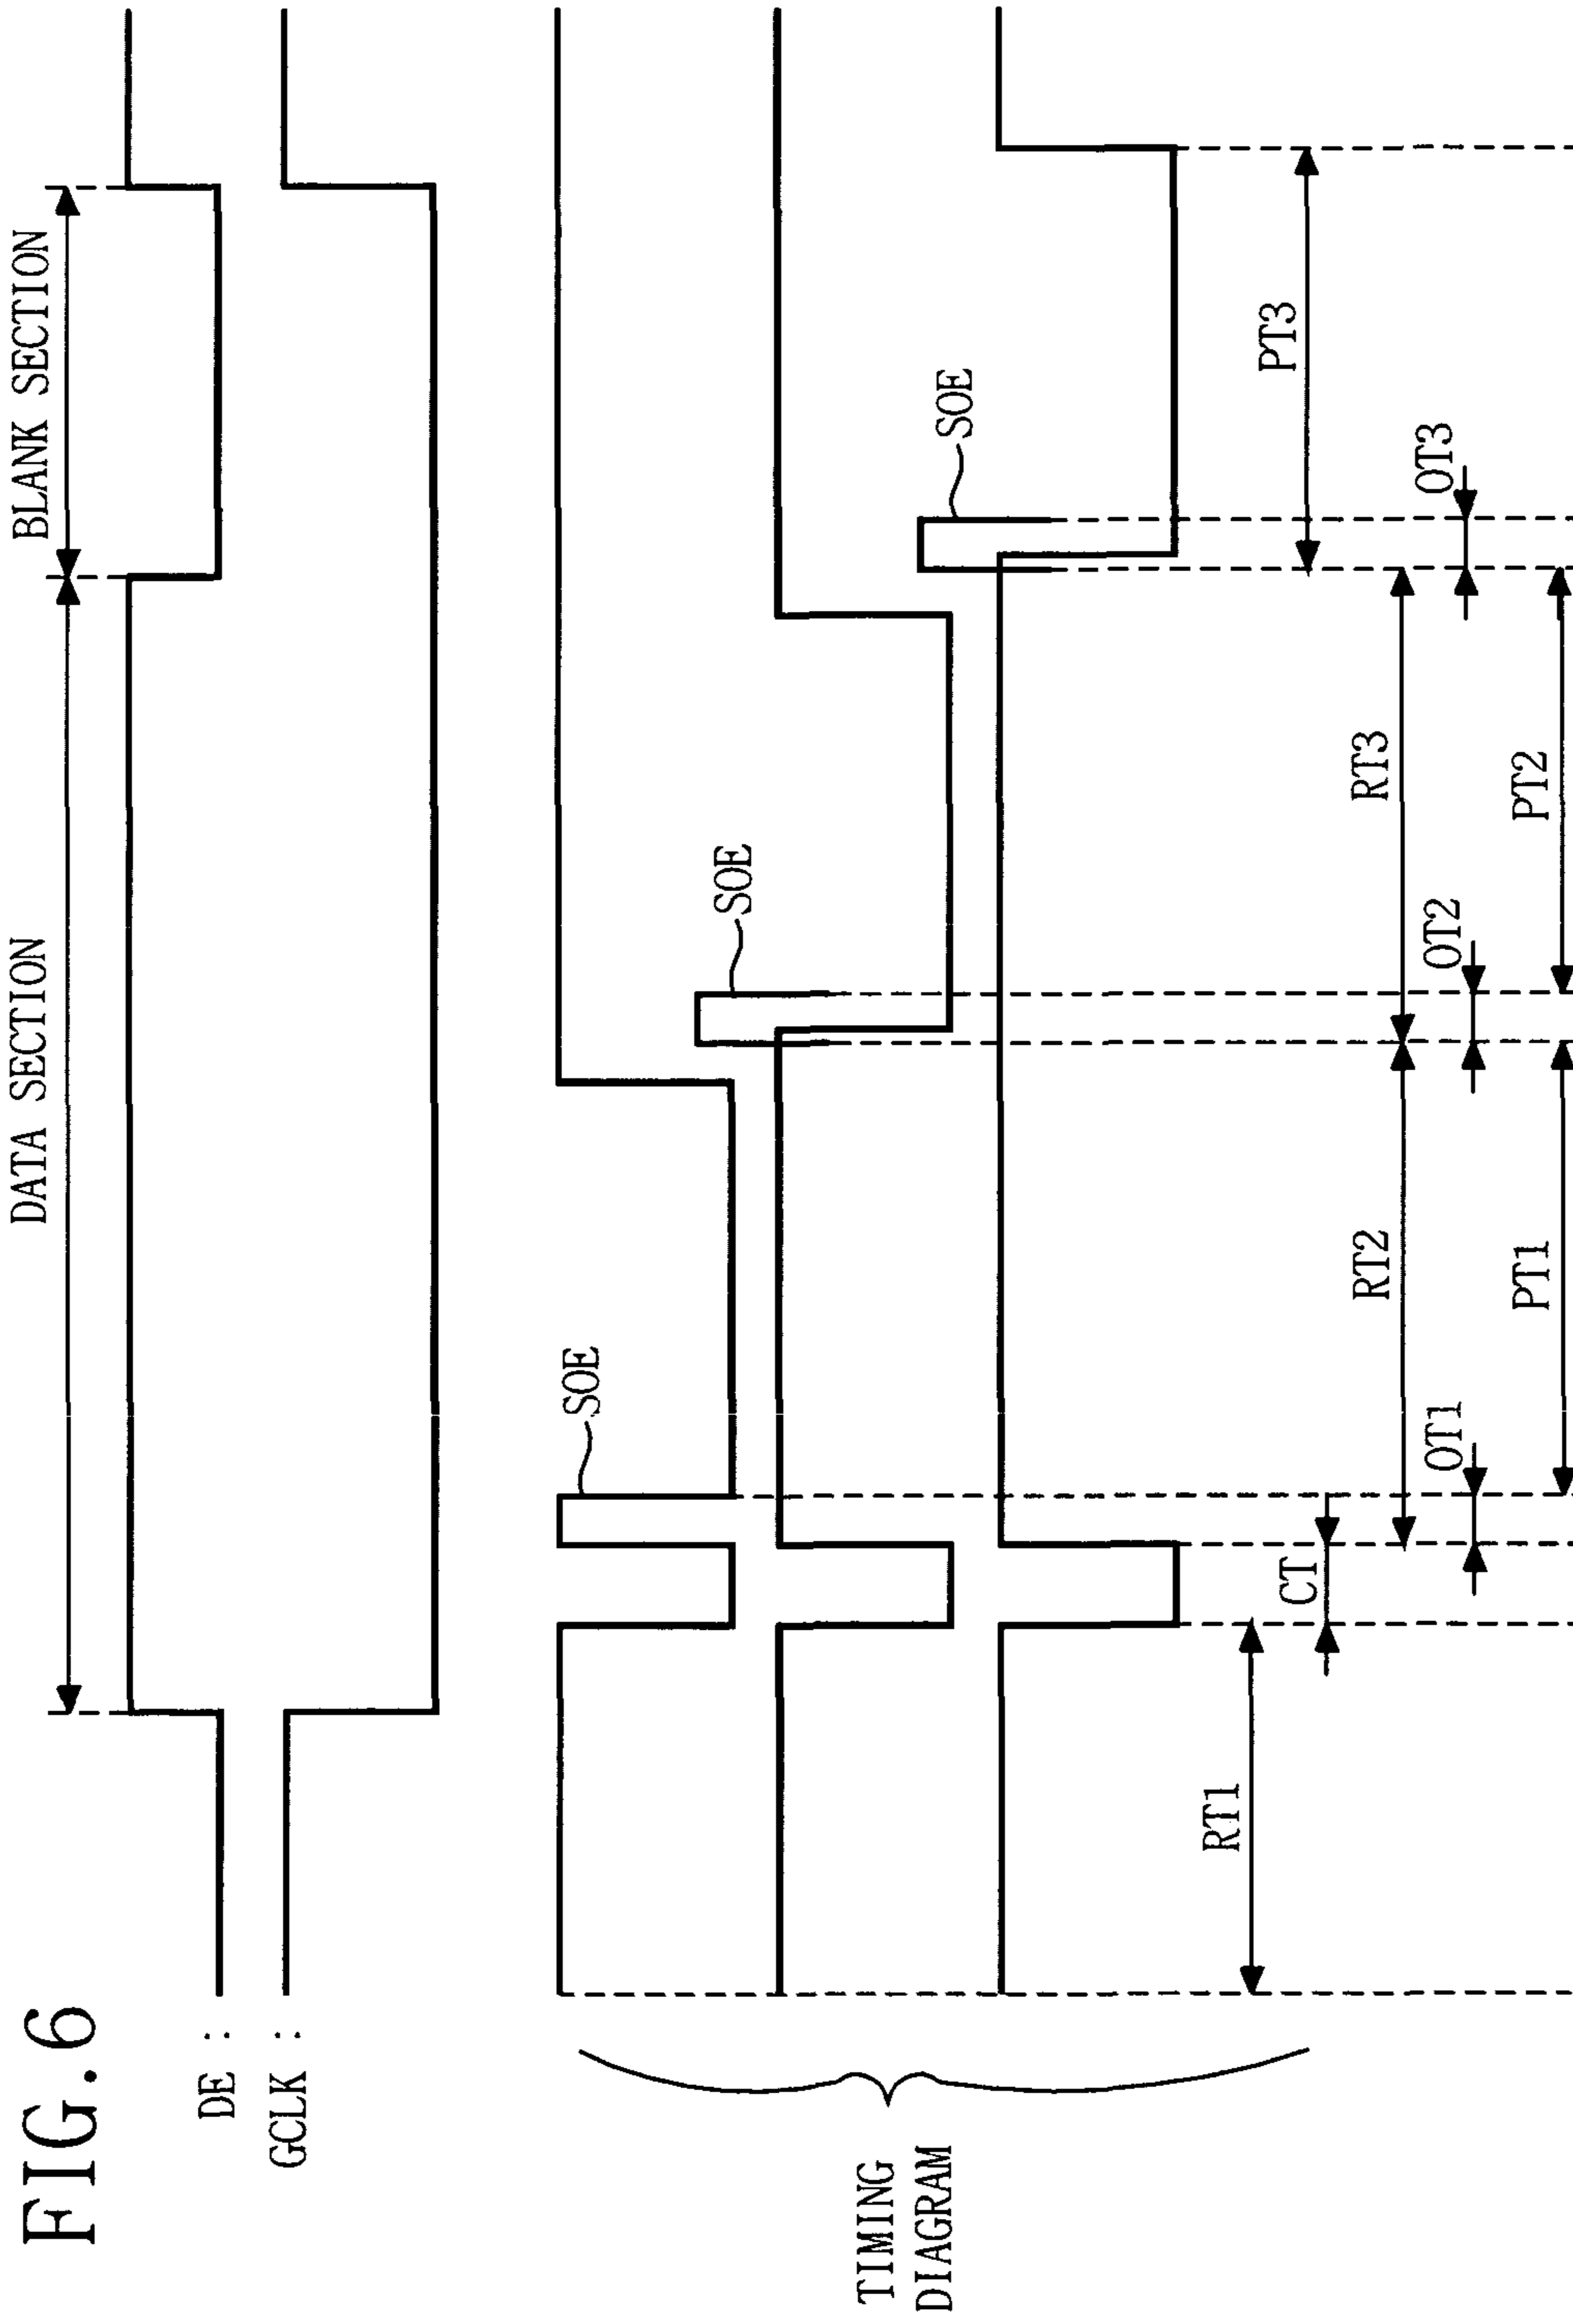 FIG.6
DATA SECTION
BLANK SECTION
DE :
GCLK :
SOE
SOE
SOE
TIMING
DIAGRAM
RT1
CT
PT3
RT2
RT3
OT1
OT2
OT3
PT1
PT2